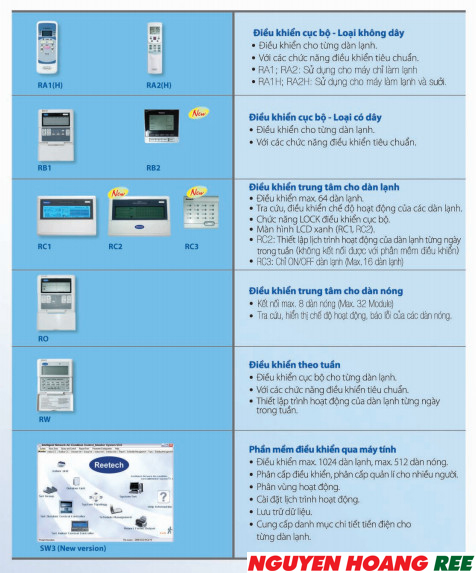 Điều khiển cục bộ - Loại không dây
• Điều khiển cho từng dàn lạnh.
• Với các chức năng điều khiển tiêu chuẩn.
• RA1; RA2: Sử dụng cho máy chỉ làm lạnh
• RA1H; RA2H: Sử dụng cho máy làm lạnh và sưởi.
RA1(H)
RA2(H)
New
Điều khiển cục bộ - Loại có dây
• Điều khiển cho từng dàn lạnh.
• Với các chức năng điều khiển tiêu chuẩn.
RB1
RB2
New
New
Điều khiển trung tâm cho dàn lạnh
• Điều khiển max. 64 dàn lạnh.
• Tra cứu, điều khiển chế độ hoạt động của các dàn lạnh.
• Chức năng LOCK điều khiển cục bộ.
• Màn hình LCD xanh (RC1, RC2).
• RC2: Thiết lập lịch trình hoạt động của dàn lạnh từng ngày
trong tuần (không kết nối được với phần mềm điều khiển)
• RC3: Chỉ ON/OFF dàn lạnh (Max. 16 dàn lạnh)
RC1
RC2
RC3
Điều khiển trung tâm cho dàn nóng
• Kết nối max. 8 dàn nóng (Max. 32 Module)
• Tra cứu, hiển thị chế độ hoạt động, báo lỗi của các dàn nóng.
RO
Điều khiển theo tuần
• Điều khiển cục bộ cho từng dàn lạnh.
• Với các chức năng điều khiển tiêu chuẩn.
• Thiết lập trình hoạt động của dàn lạnh từng ngày
trong tuần.
RW
Phần mềm điều khiển qua máy tính
• Điều khiển max. 1024 dàn lạnh, max. 512 dàn nóng.
• Phân cấp điều khiển, phân cấp quản lí cho nhiều người.
• Phân vùng hoạt động.
• Cài đặt lịch trình hoạt động.
• Lưu trữ dữ liệu.
• Cung cấp danh mục chi tiết tiền điện cho
từng dàn lạnh.
Reetech
SW3 (New version)
NGUYEN HOANG REE